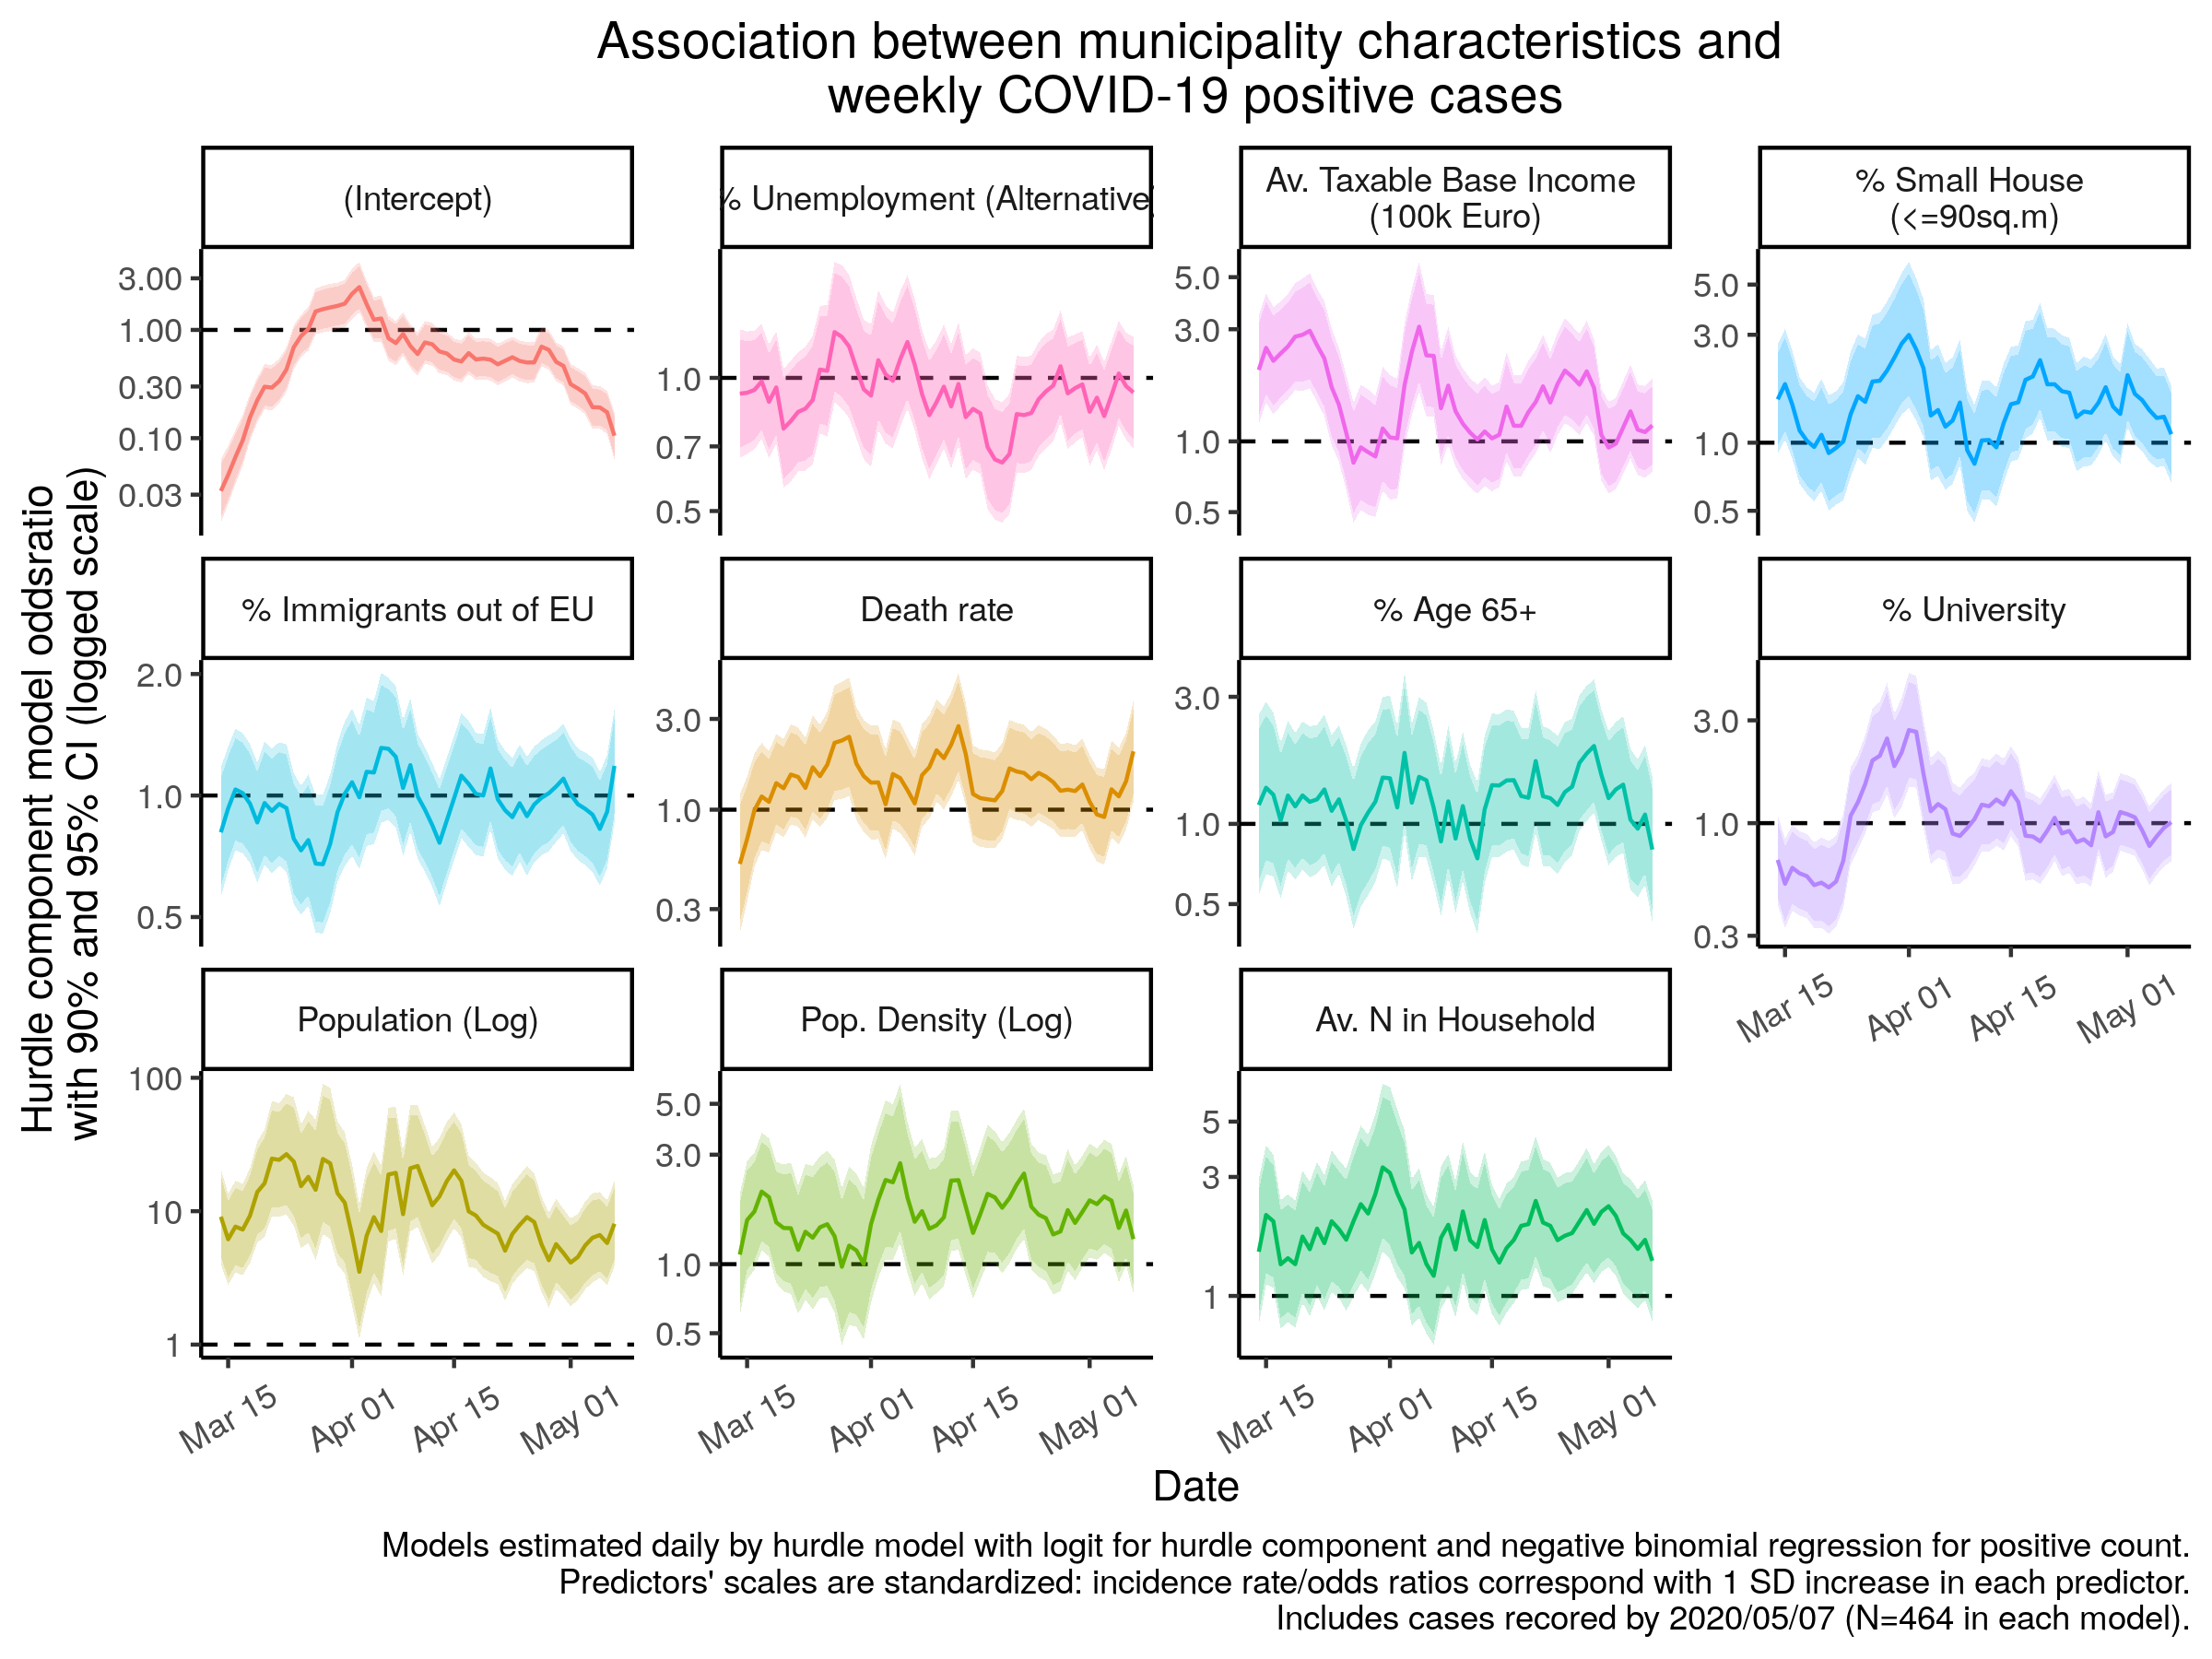 Association between municipality characteristics and
weekly COVID-19 positive cases
Hurdle component model oddsratio
with 90% and 95% CI (logged scale)
(Intercept)
3.00
1.00
0.30
0.10
0.03
% Unemployment (Alternative)
1.0
0.7
0.5
Av. Taxable Base Income
(100k Euro)
5.0
3.0
1.0
0.5
% Small House
(<=90sq.m)
5.0
3.0
1.0
0.5
% Immigrants out of EU
2.0
1.0
0.5
Death rate
3.0
1.0
0.3
% Age 65+
3.0
1.0
0.5
% University
3.0
1.0
0.3
Mar 15 Apr 01 Apr 15 May 01
Population (Log)
100
10
1
Mar 15 Apr 01 Apr 15 May 01
Pop. Density (Log)
5.0
3.0
1.0
0.5
Mar 15 Apr 01 Apr 15 May 01
Av. N in Household
5
3
1
Mar 15 Apr 01 Apr 15 May 01
Date
Models estimated daily by hurdle model with logit for hurdle component and negative binomial regression for positive count.
Predictors' scales are standardized: incidence rate/odds ratios correspond with 1 SD increase in each predictor.
Includes cases recored by 2020/05/07 (N=464 in each model).